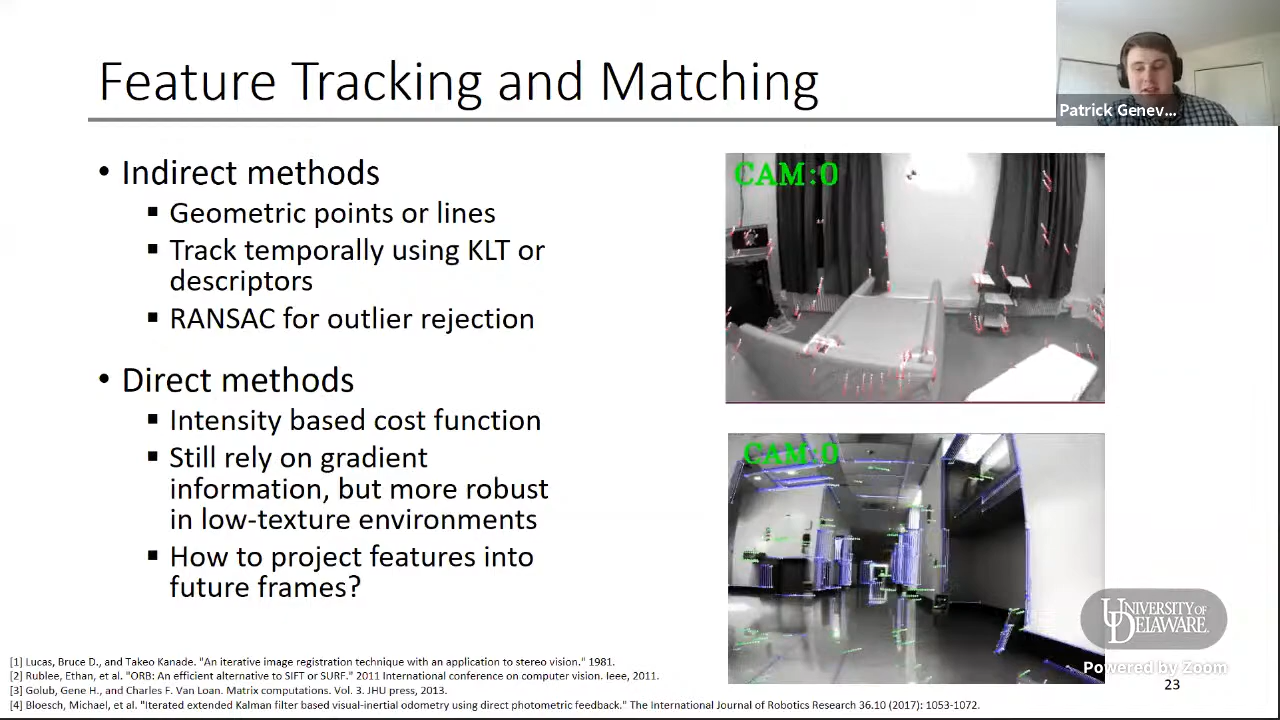 Feature Tracking and Matching
Patrick Genev...
• Indirect methods
▪ Geometric points or lines
▪ Track temporally using KLT or
descriptors
▪ RANSAC for outlier rejection
• Direct methods
▪ Intensity based cost function
▪ Still rely on gradient
information, but more robust
in low-texture environments
▪ How to project features into
future frames?
CAM:0
CAM:0
UNIVERSITY OF
DELAWARE.
Powered by Zoom
23
[1] Lucas, Bruce D., and Takeo Kanade. "An iterative image registration technique with an application to stereo vision." 1981.
[2] Rublee, Ethan, et al. "ORB: An efficient alternative to SIFT or SURF." 2011 International conference on computer vision. Ieee, 2011.
[3] Golub, Gene H., and Charles F. Van Loan. Matrix computations. Vol. 3. JHU press, 2013.
[4] Bloesch, Michael, et al. "Iterated extended Kalman filter based visual-inertial odometry using direct photometric feedback." The International Journal of Robotics Research 36.10 (2017): 1053-1072.